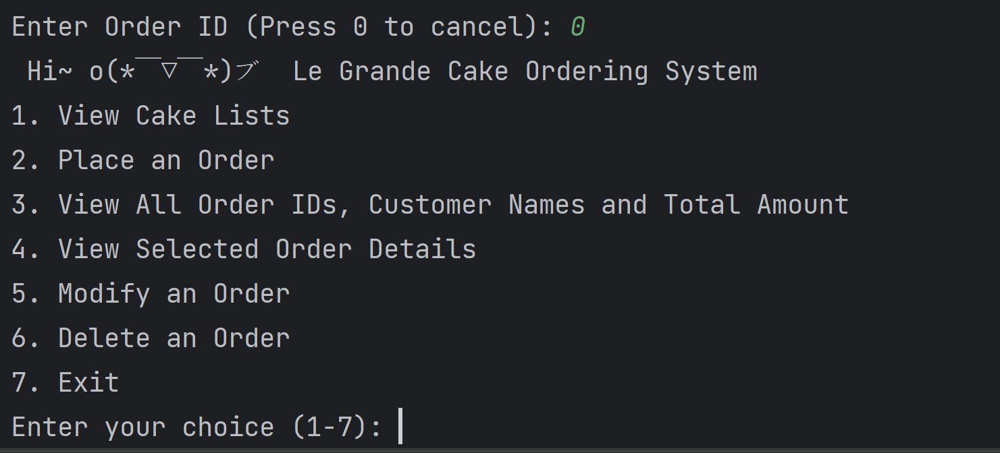 Enter Order ID (Press 0 to cancel): 0
Hi~ o(*￣▽￣*)ブ  Le Grande Cake Ordering System
1. View Cake Lists
2. Place an Order
3. View All Order IDs, Customer Names and Total Amount
4. View Selected Order Details
5. Modify an Order
6. Delete an Order
7. Exit
Enter your choice (1-7):